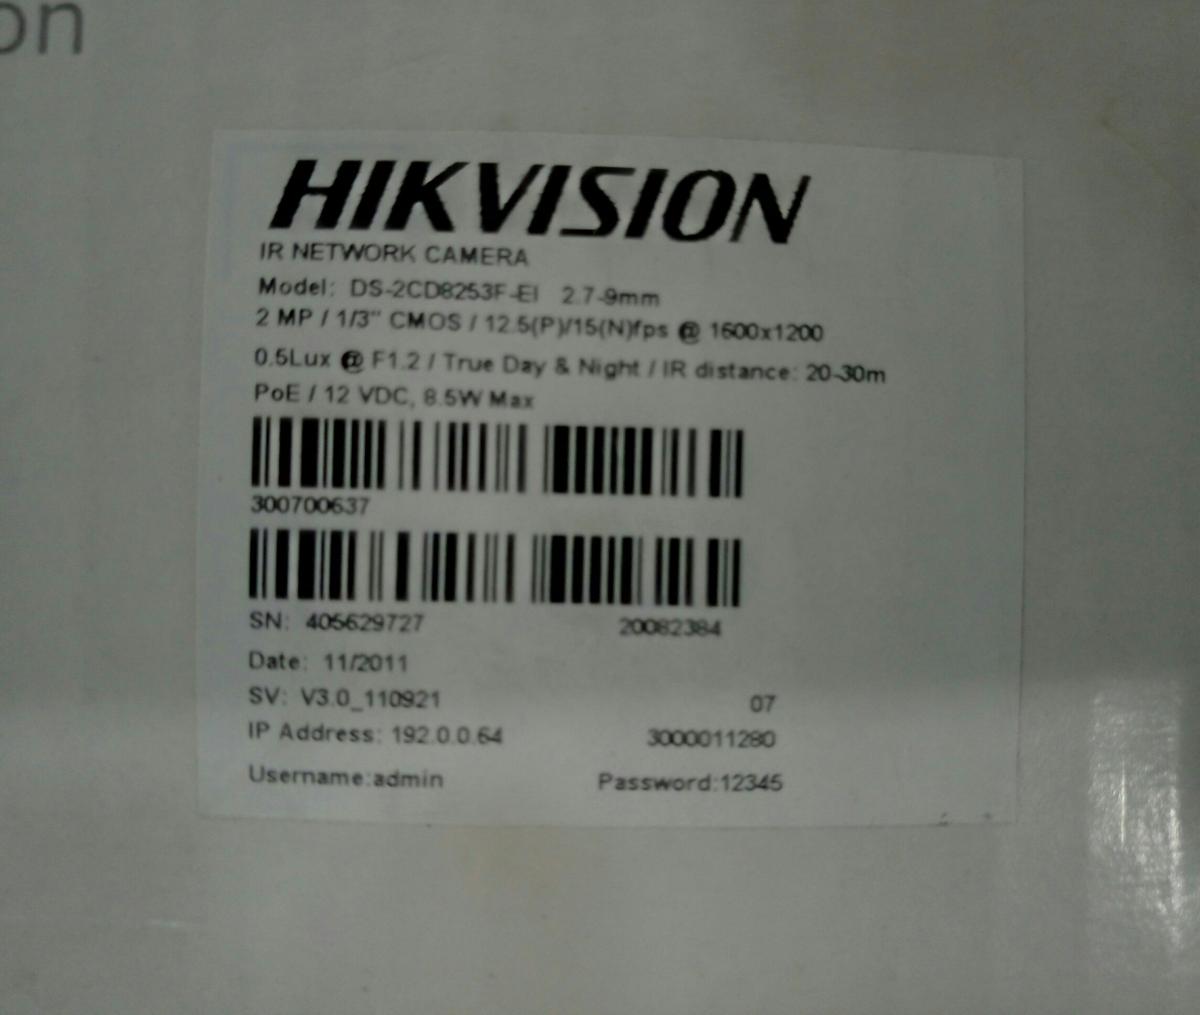 on
HIKVISION
IR NETWORK CAMERA
Model: DS-2CD8253F-EI 2.7-9mm
2 MP / 1/3" CMOS / 12.5(P)/15(N)fps @ 1600x1200
0.5Lux @ F1.2 / True Day & Night / IR distance: 20-30m
PoE / 12 VDC, 8.5W Max
300700637
SN: 405629727 20082384
Date: 11/2011
SV: V3.0_110921 07
IP Address: 192.0.0.64 3000011280
Username:admin Password:12345